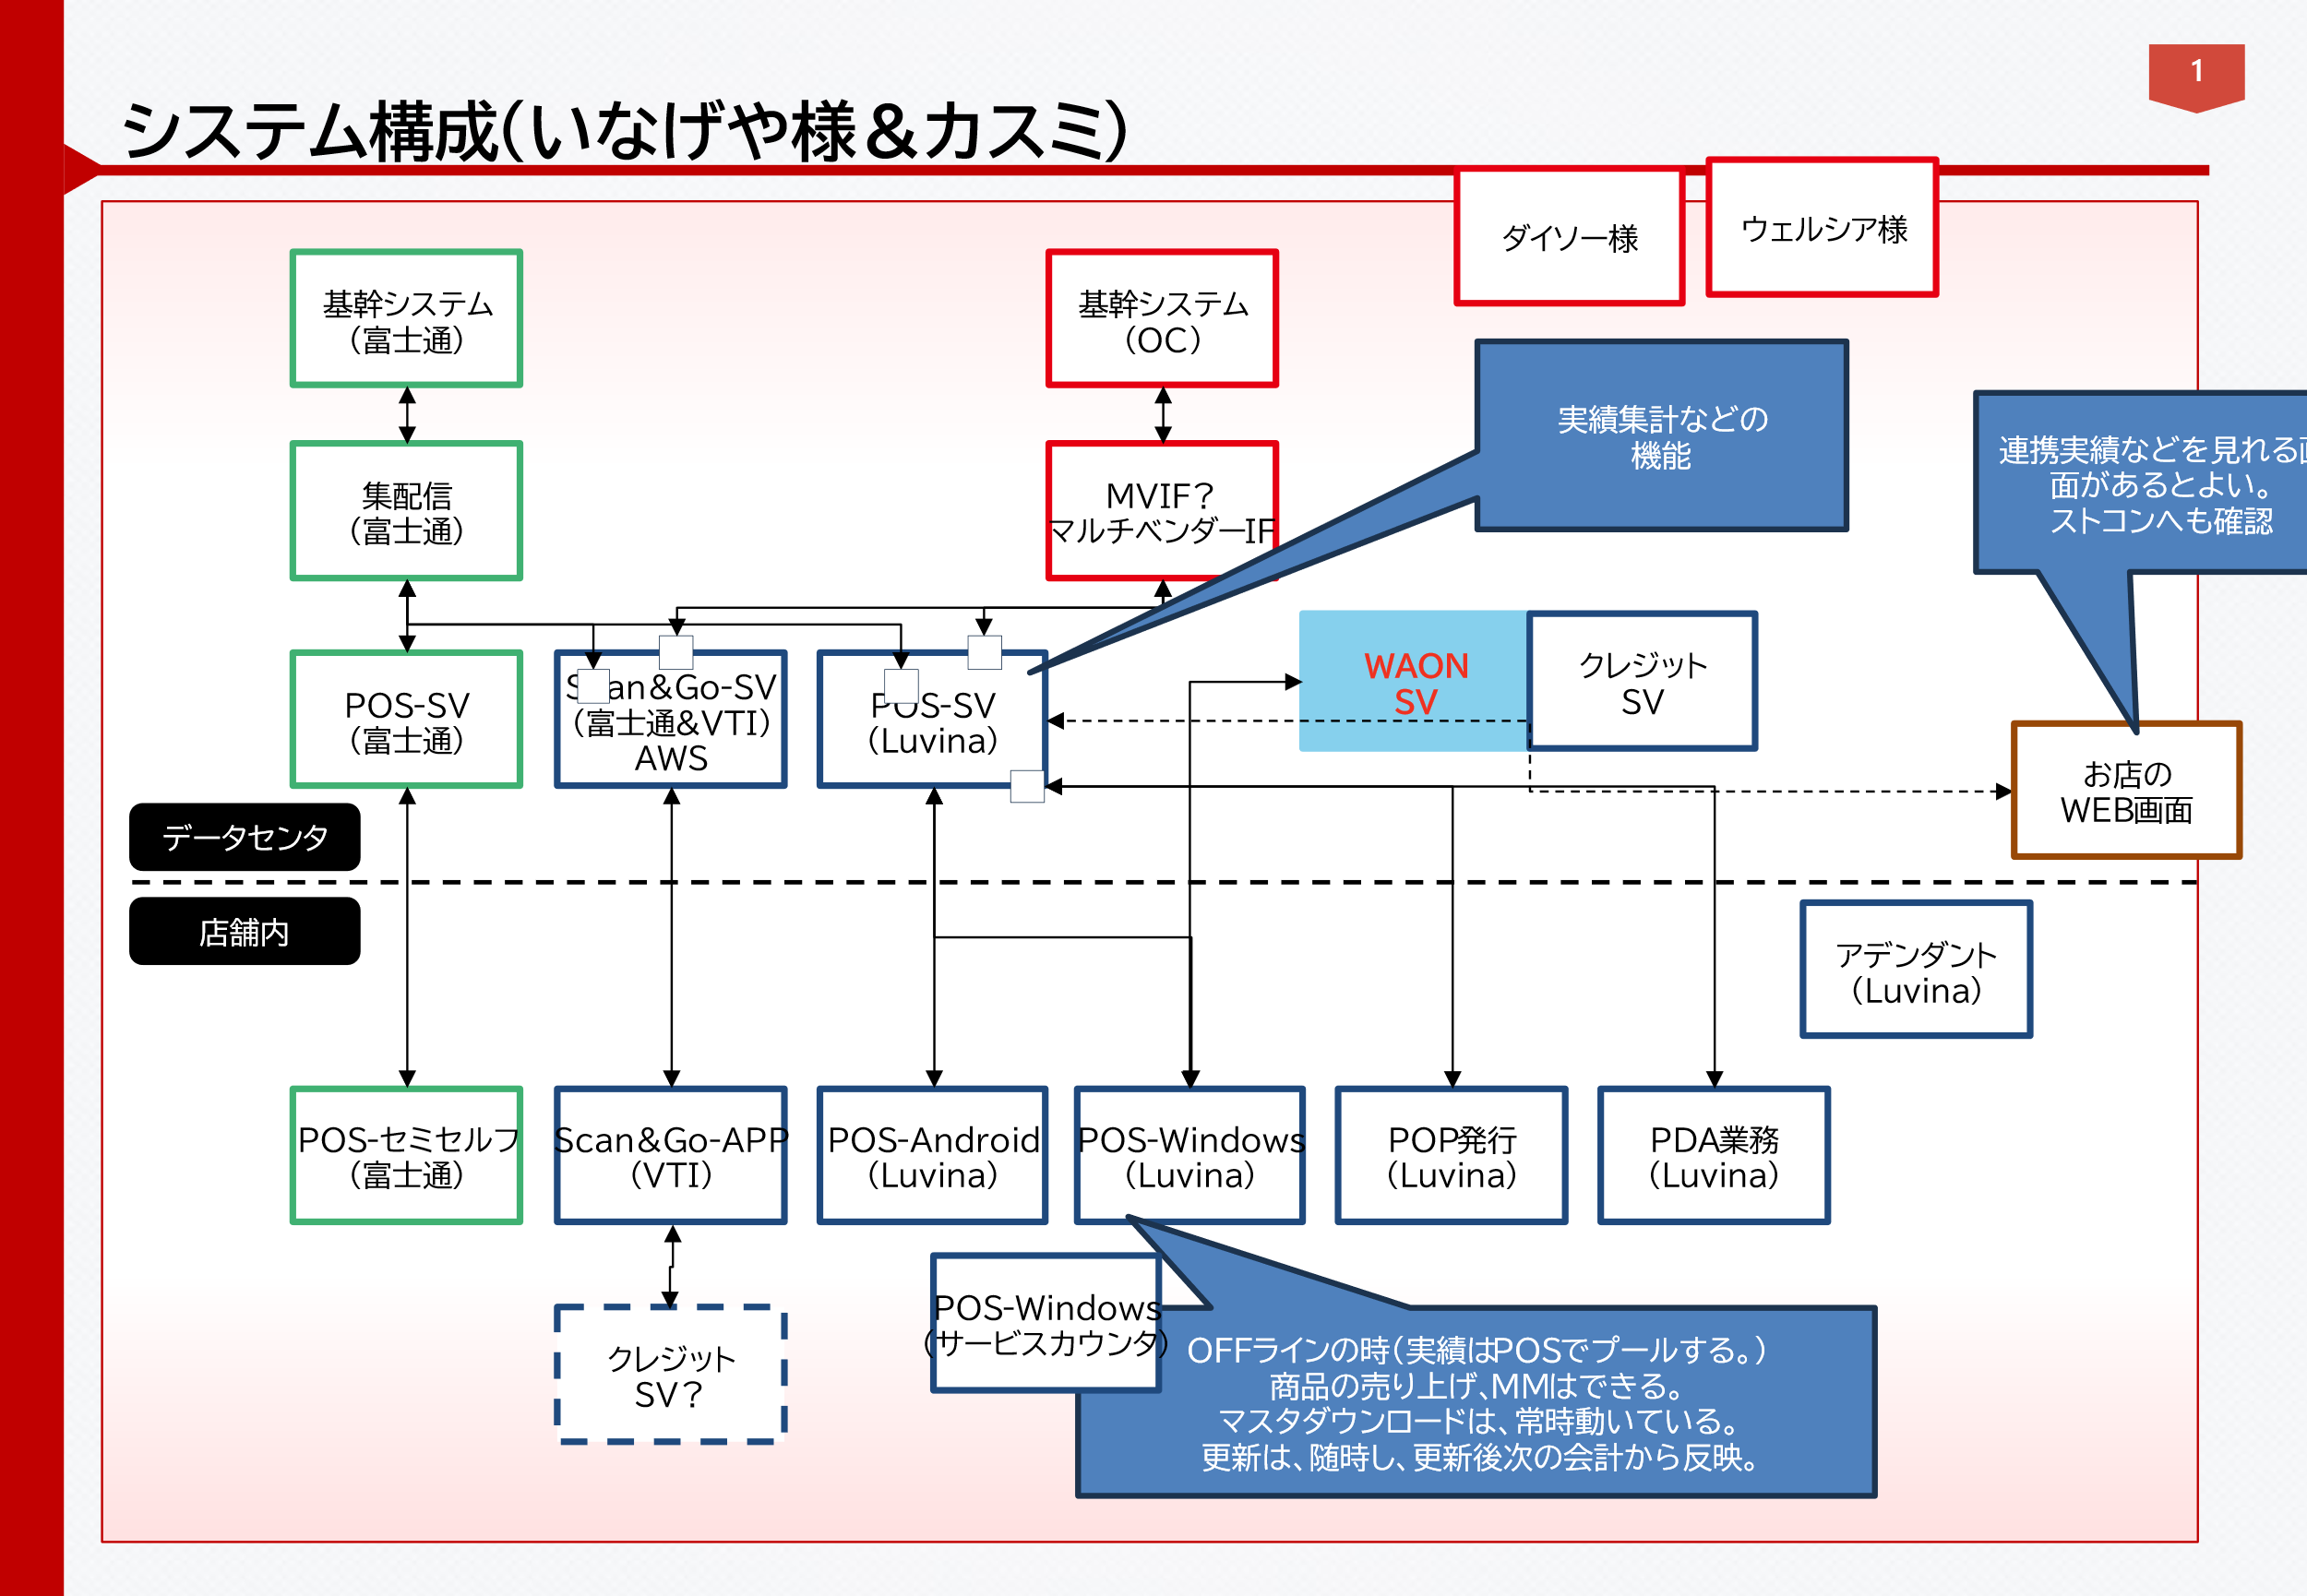 1
システム構成(いなげや様＆カスミ)
ダイソー様
ウェルシア様
基幹システム
（富士通）
基幹システム
（OC）
実績集計などの
機能
連携実績などを見れる画
面があるとよい。
ストコンへも確認
集配信
（富士通）
MVIF？
マルチベンダーIF
POS-SV
（富士通）
Scan＆Go-SV
（富士通&VTI）
AWS
POS-SV
（Luvina）
WAON
SV
クレジット
SV
お店の
WEB画面
データセンタ
店舗内
アデンダント
（Luvina）
POS-セミセルフ
（富士通）
Scan＆Go-APP
（VTI）
POS-Android
（Luvina）
POS-Windows
（Luvina）
POP発行
（Luvina）
PDA業務
（Luvina）
POS-Windows
（サービスカウンタ）
クレジット
SV？
OFFラインの時（実績はPOSでプールする。）
商品の売り上げ、MMはできる。
マスタダウンロードは、常時動いている。
更新は、随時し、更新後次の会計から反映。